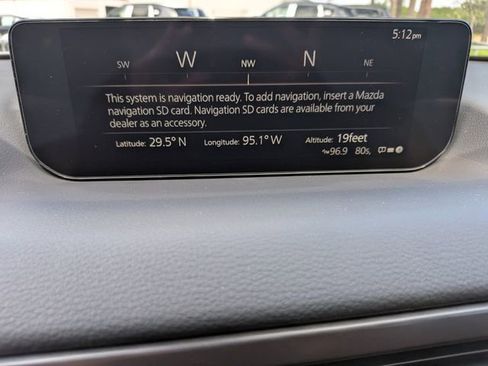 5:12pm
SW W NW N NE
This system is navigation ready. To add navigation, insert a Mazda
navigation SD card. Navigation SD cards are available from your
dealer as an accessory.
Latitude: 29.5° N Longitude: 95.1° W Altitude: 19feet
96.9 80s,